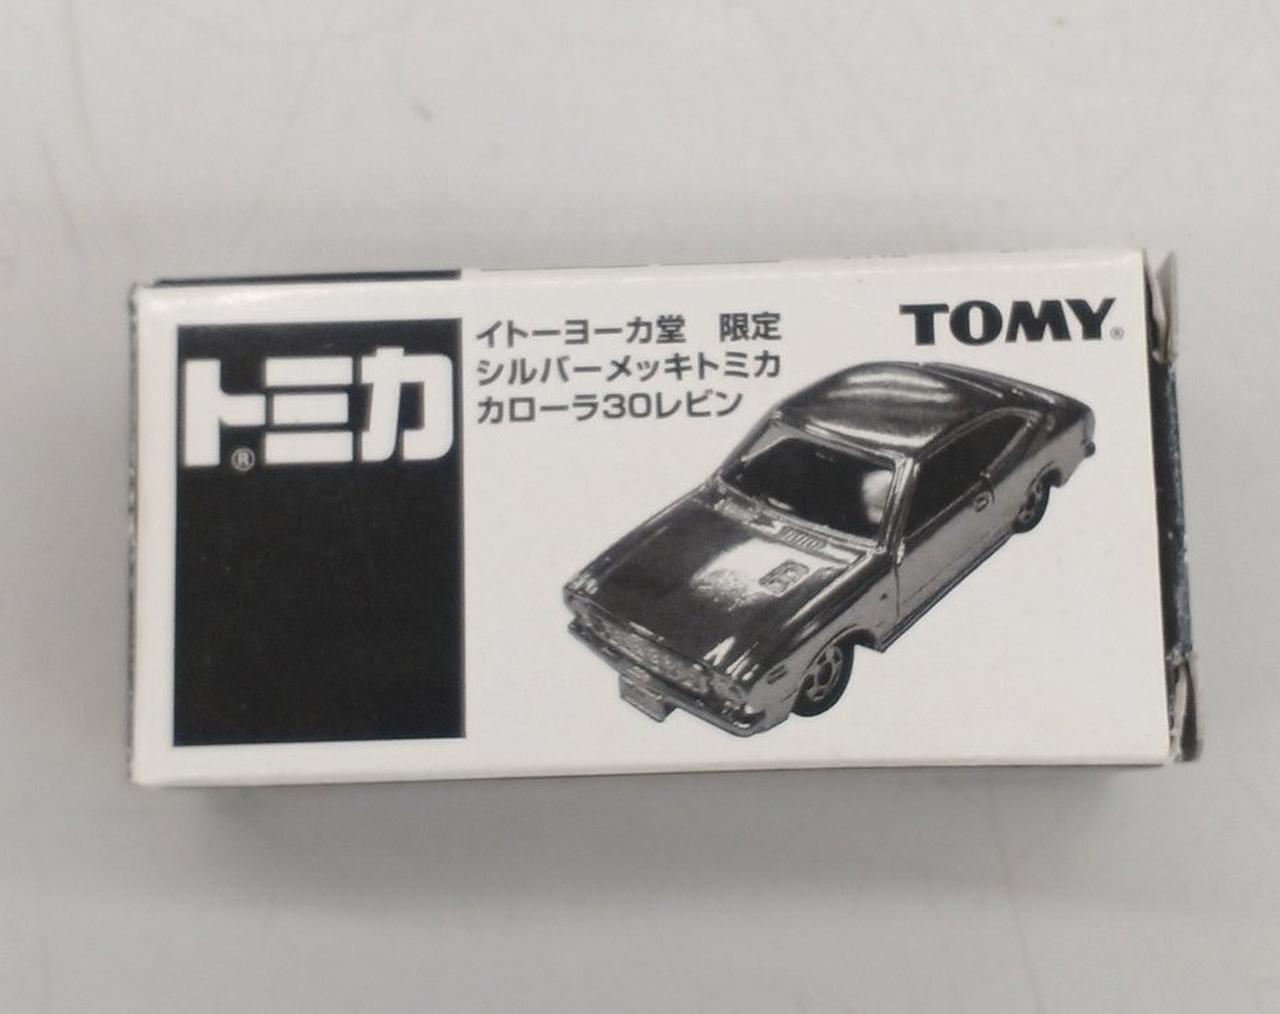 トミカ®
イトーヨーカ堂 限定
シルバーメッキトミカ
カローラ30レビン
TOMY®